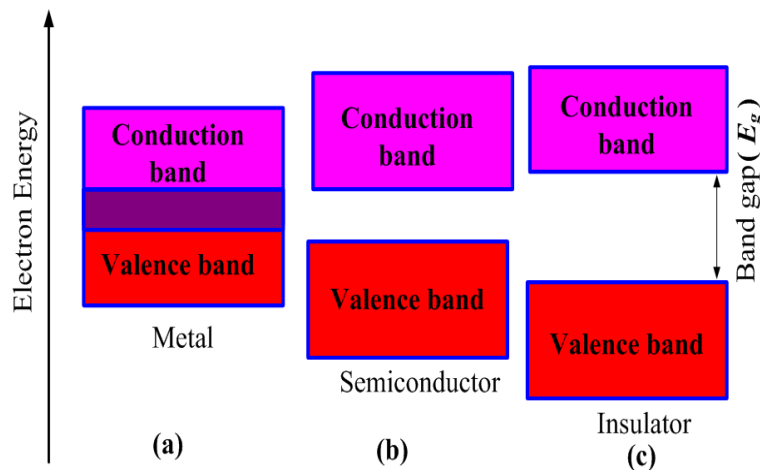 Electron Energy
Conduction
band
Valence band
Metal
(a)
Conduction
band
Valence band
Semiconductor
(b)
Conduction
band
Valence band
Insulator
(c)
Band gap( E_g)